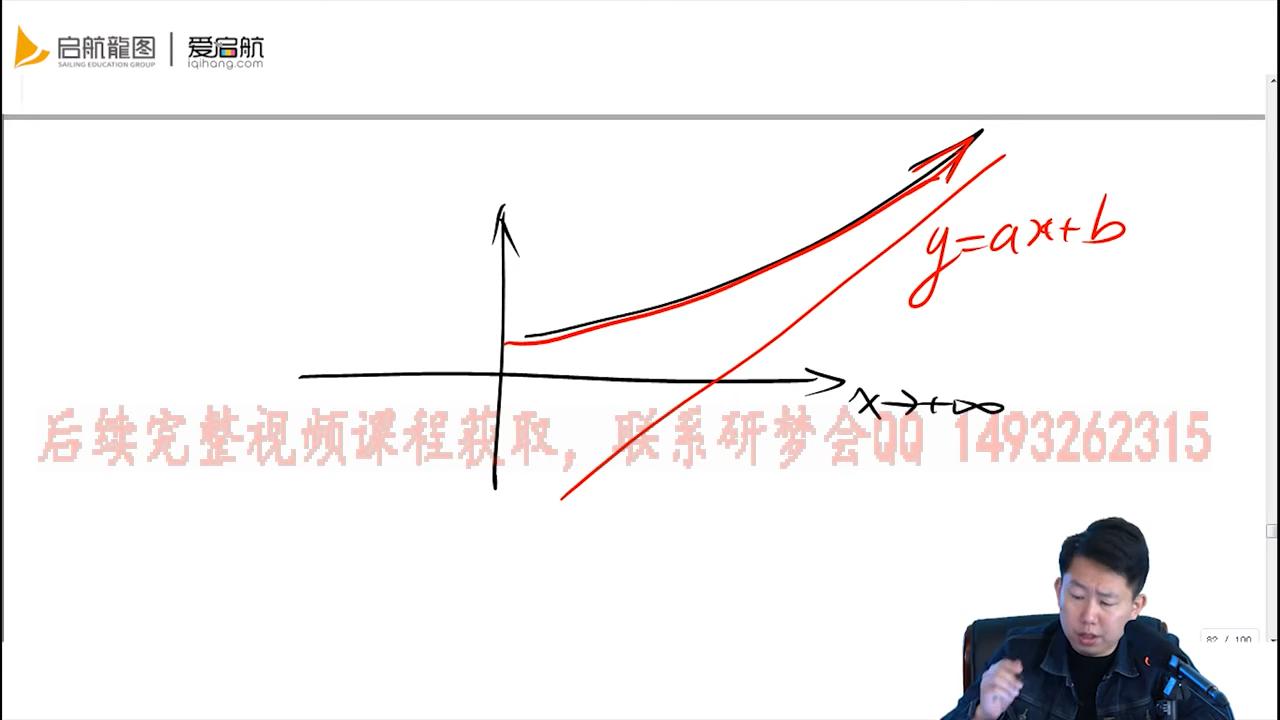 启航龍图 | 爱启航
SAILING EDUCATION GROUP iqihang.com
y=ax+b
x→+∞
后续完整视频课程获取，联系研梦会QQ 1493262315
82 / 100